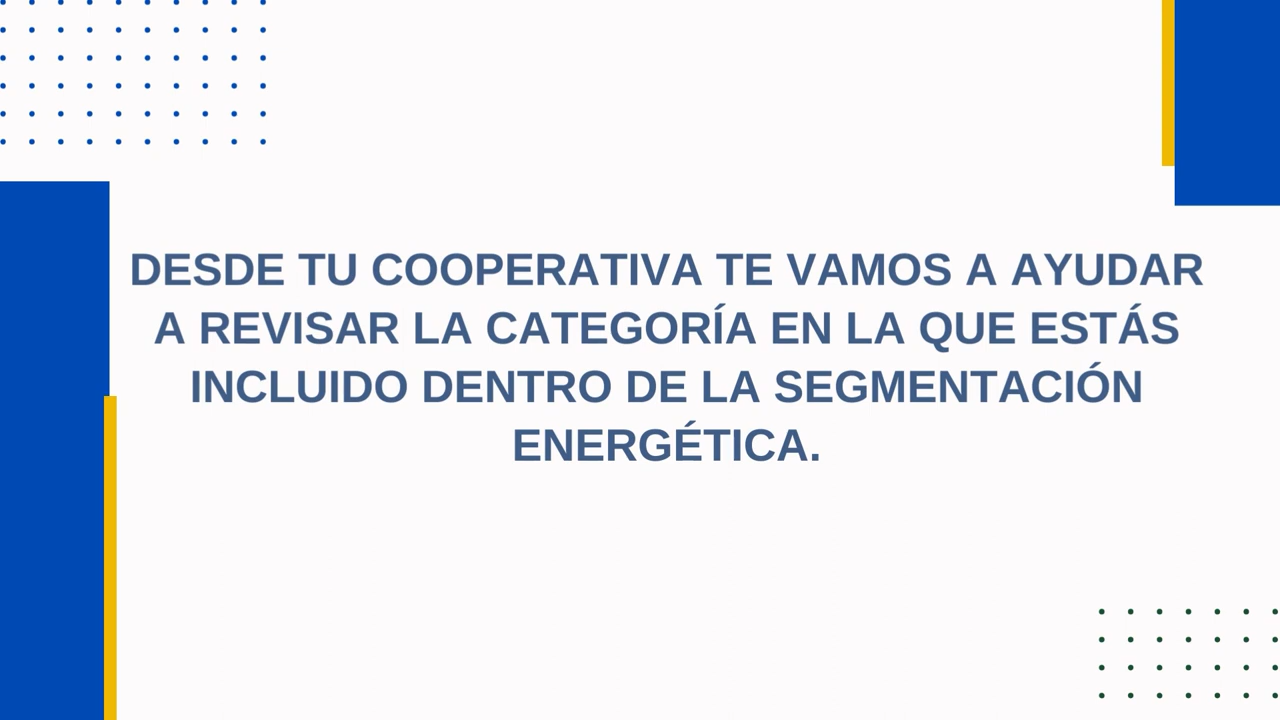 DESDE TU COOPERATIVA TE VAMOS A AYUDAR
A REVISAR LA CATEGORÍA EN LA QUE ESTÁS
INCLUIDO DENTRO DE LA SEGMENTACIÓN
ENERGÉTICA.